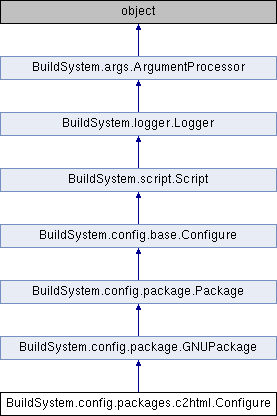 object
BuildSystem.args.ArgumentProcessor
BuildSystem.logger.Logger
BuildSystem.script.Script
BuildSystem.config.base.Configure
BuildSystem.config.package.Package
BuildSystem.config.package.GNUPackage
BuildSystem.config.packages.c2html.Configure